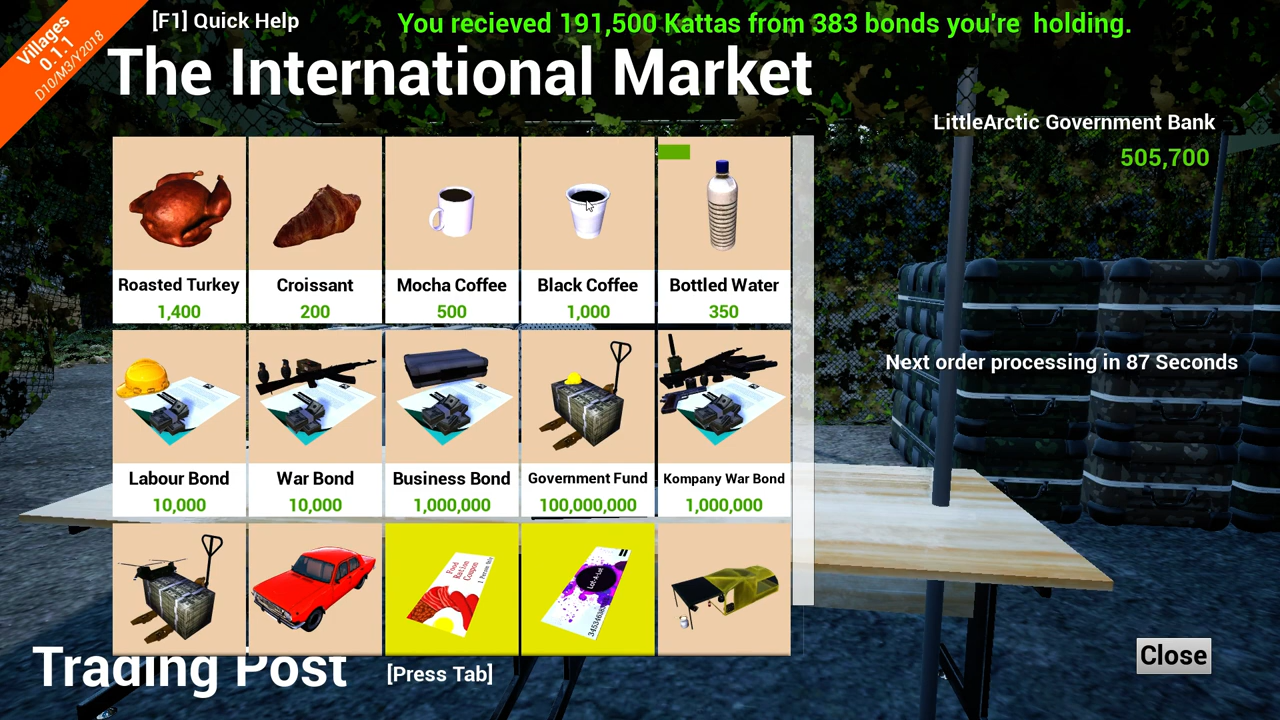 Villages
0.1.1
D10/M3/Y2018
[F1] Quick Help
You recieved 191,500 Kattas from 383 bonds you're holding.
The International Market
LittleArctic Government Bank
505,700
Roasted Turkey
1,400
Croissant
200
Mocha Coffee
500
Black Coffee
1,000
Bottled Water
350
Next order processing in 87 Seconds
Labour Bond
10,000
War Bond
10,000
Business Bond
1,000,000
Government Fund
100,000,000
Kompany War Bond
1,000,000
Food
Ration
Coupon
Trading Post
[Press Tab]
Close